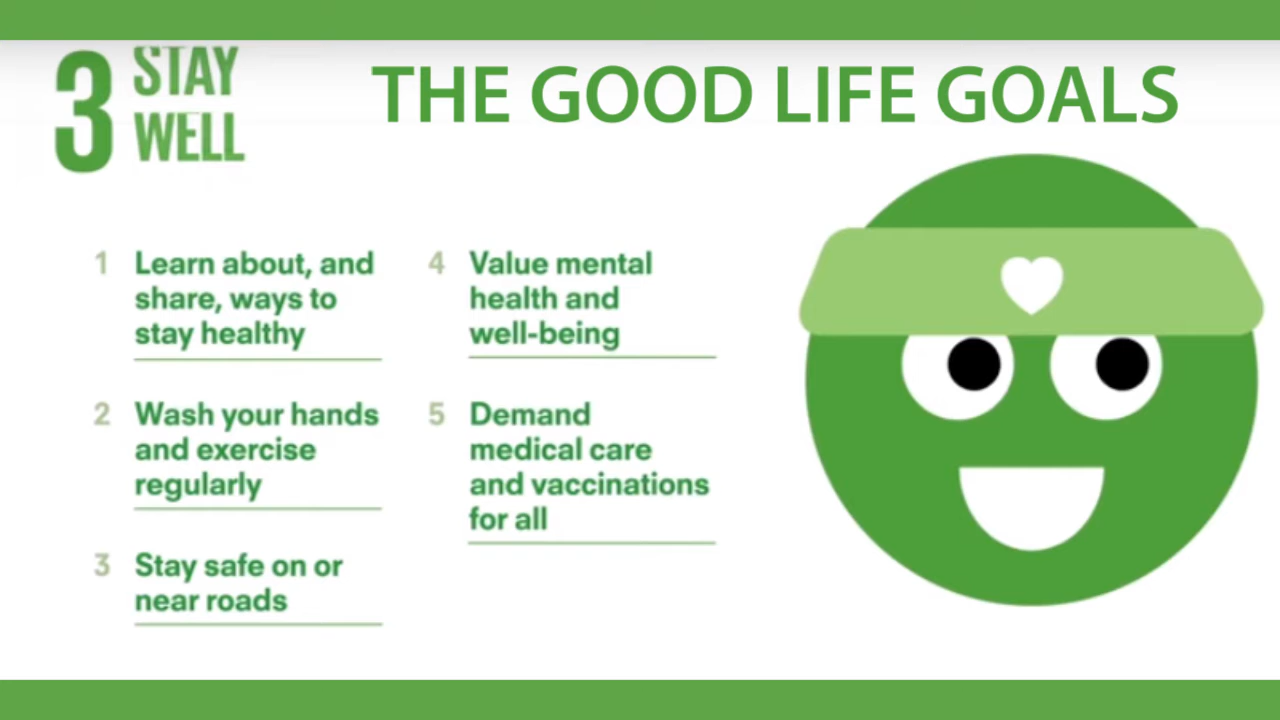 3 STAY
WELL
THE GOOD LIFE GOALS
1 Learn about, and
share, ways to
stay healthy
2 Wash your hands
and exercise
regularly
3 Stay safe on or
near roads
4 Value mental
health and
well-being
5 Demand
medical care
and vaccinations
for all